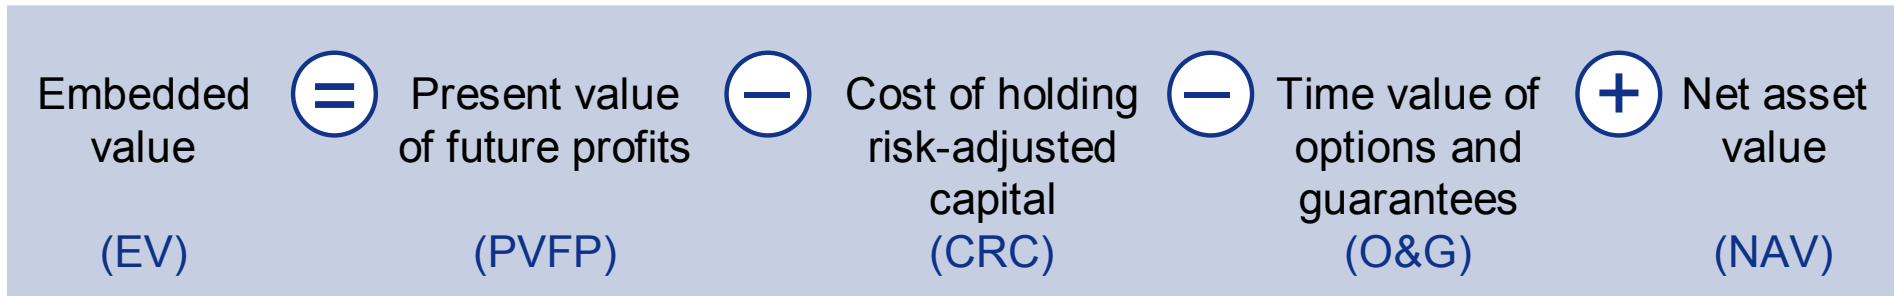 Embedded
value
(EV)
=
Present value
of future profits
(PVFP)
−
Cost of holding
risk-adjusted
capital
(CRC)
−
Time value of
options and
guarantees
(O&G)
+
Net asset
value
(NAV)